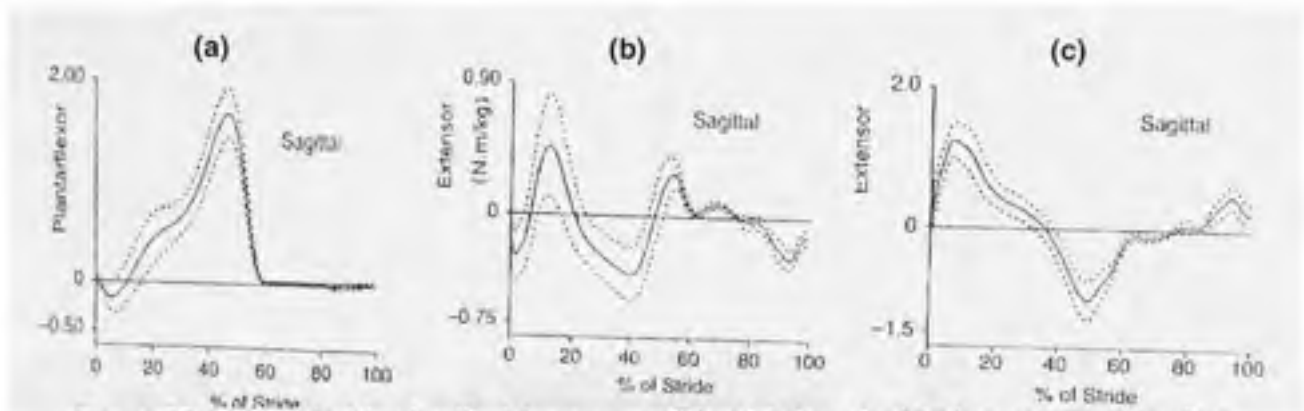 (a)
2.00
Plantarflexor
Sagittal
0
−0.50
0 20 40 60 80 100
% of Stride
(b)
0.90
Extensor
(N.m/kg)
Sagittal
0
−0.75
0 20 40 60 80 100
% of Stride
(c)
2.0
Extensor
Sagittal
0
−1.5
0 20 40 60 80 100
% of Stride